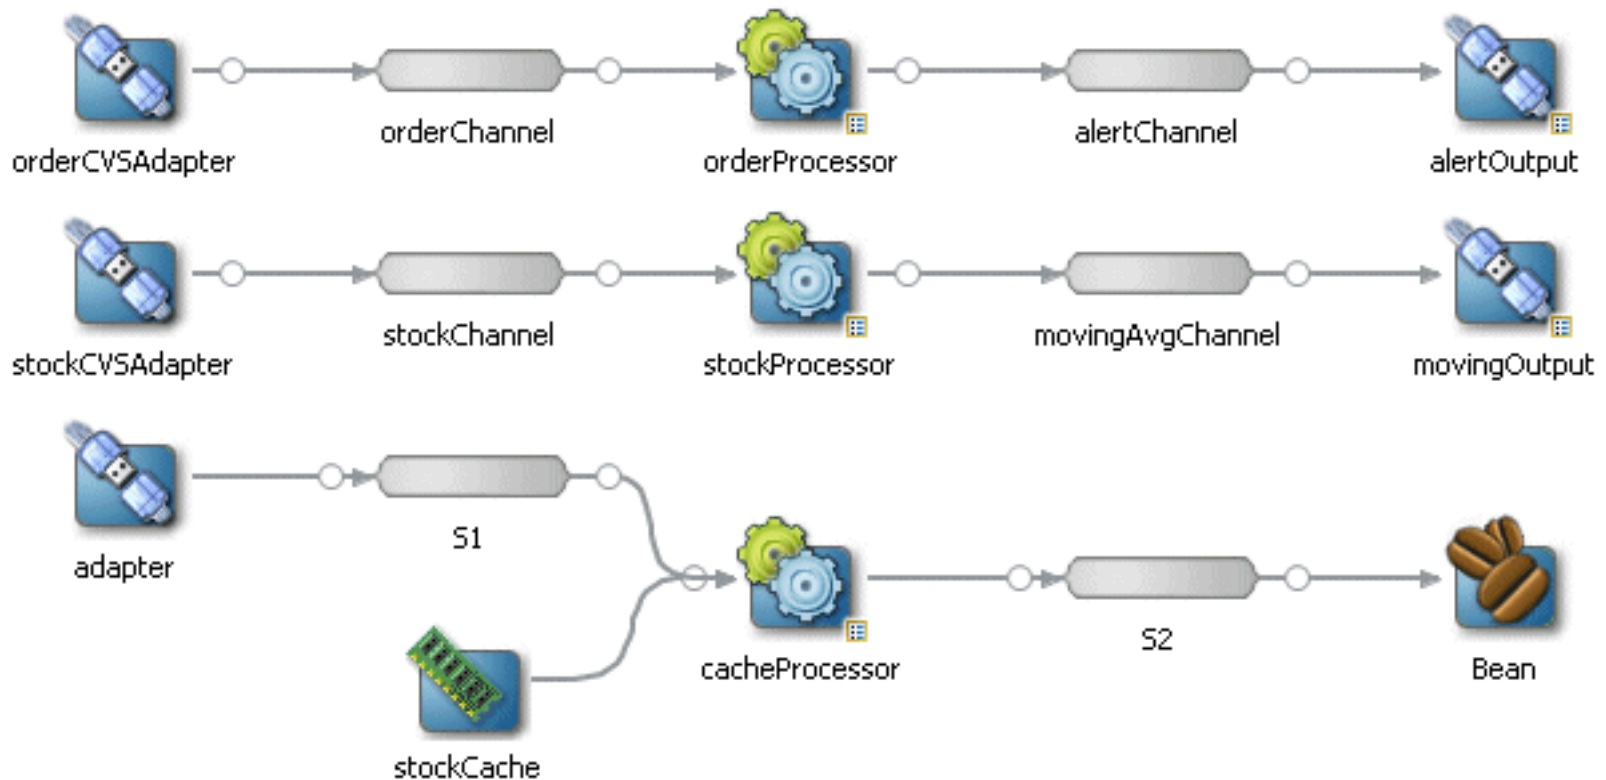 orderChannel
alertChannel
orderCVSAdapter
orderProcessor
alertOutput
stockChannel
movingAvgChannel
stockCVSAdapter
stockProcessor
movingOutput
S1
adapter
S2
cacheProcessor
Bean
stockCache